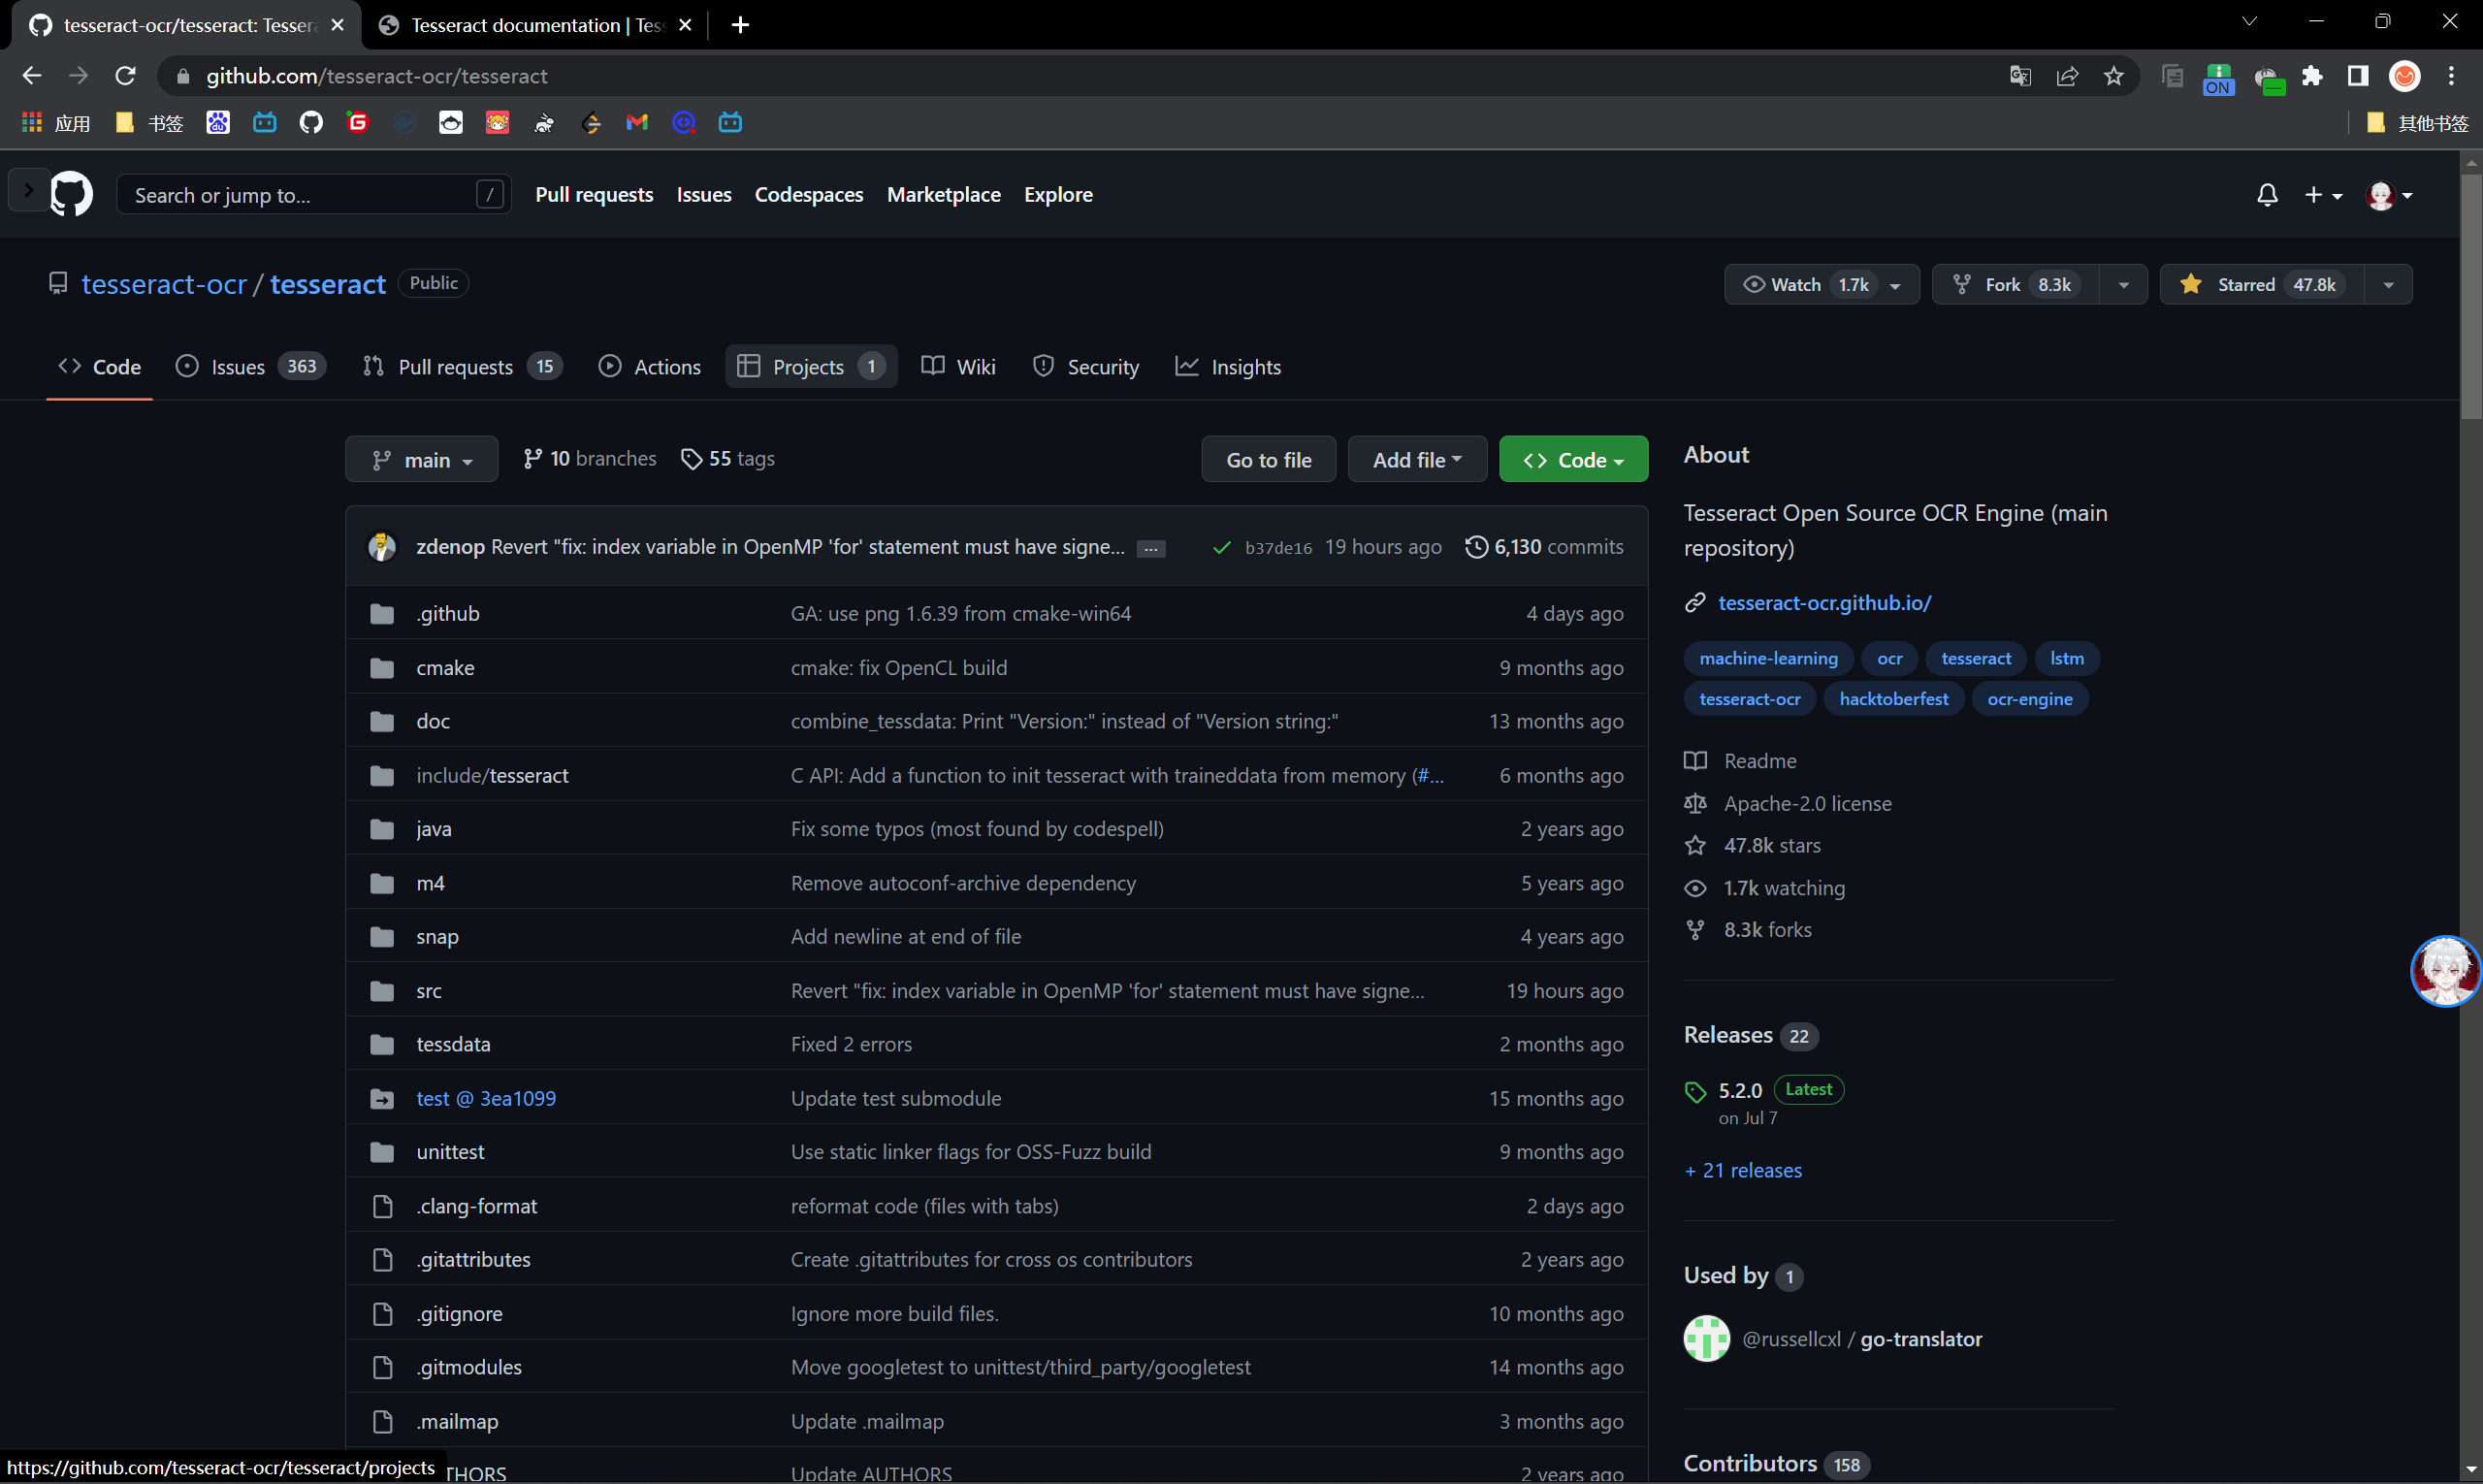 tesseract-ocr/tesseract: Tesser
Tesseract documentation | Tes
github.com/tesseract-ocr/tesseract
ON
应用
书签
du
G
其他书签
Search or jump to...
/
Pull requests
Issues
Codespaces
Marketplace
Explore
tesseract-ocr / tesseract
Public
Watch 1.7k
Fork 8.3k
Starred 47.8k
Code
Issues 363
Pull requests 15
Actions
Projects 1
Wiki
Security
Insights
main
10 branches
55 tags
Go to file
Add file
Code
zdenop Revert "fix: index variable in OpenMP 'for' statement must have signe... ...
b37de16 19 hours ago
6,130 commits
.github GA: use png 1.6.39 from cmake-win64 4 days ago
cmake cmake: fix OpenCL build 9 months ago
doc combine_tessdata: Print "Version:" instead of "Version string:" 13 months ago
include/tesseract C API: Add a function to init tesseract with traineddata from memory (#... 6 months ago
java Fix some typos (most found by codespell) 2 years ago
m4 Remove autoconf-archive dependency 5 years ago
snap Add newline at end of file 4 years ago
src Revert "fix: index variable in OpenMP 'for' statement must have signe... 19 hours ago
tessdata Fixed 2 errors 2 months ago
test @ 3ea1099 Update test submodule 15 months ago
unittest Use static linker flags for OSS-Fuzz build 9 months ago
.clang-format reformat code (files with tabs) 2 days ago
.gitattributes Create .gitattributes for cross os contributors 2 years ago
.gitignore Ignore more build files. 10 months ago
.gitmodules Move googletest to unittest/third_party/googletest 14 months ago
.mailmap Update .mailmap 3 months ago
THORS Update AUTHORS 2 years ago
https://github.com/tesseract-ocr/tesseract/projects
About
Tesseract Open Source OCR Engine (main
repository)
tesseract-ocr.github.io/
machine-learning ocr tesseract lstm
tesseract-ocr hacktoberfest ocr-engine
Readme
Apache-2.0 license
47.8k stars
1.7k watching
8.3k forks
Releases 22
5.2.0 Latest
on Jul 7
+ 21 releases
Used by 1
@russellcxl / go-translator
Contributors 158